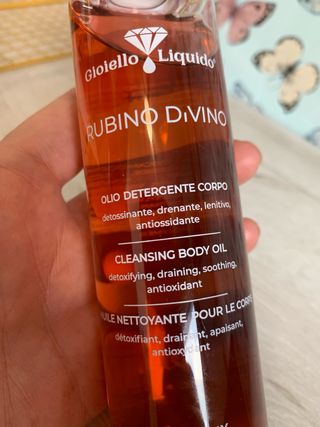 Gioiello Liquido®
RUBINO DiVINO
OLIO DETERGENTE CORPO
detossinante, drenante, lenitivo,
antiossidante
CLEANSING BODY OIL
detoxifying, draining, soothing,
antioxidant
HUILE NETTOYANTE POUR LE CORPS
détoxifiant, drainant, apaisant,
antioxydant